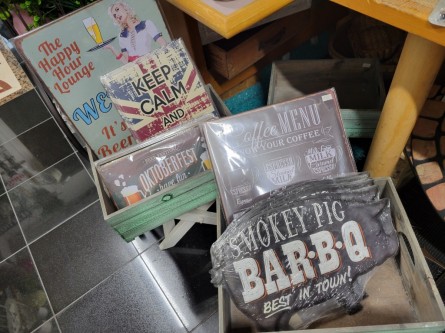 The
Happy
Hour
Lounge
WE
It's
Beer
KEEP
CALM
AND
OKTOBERFEST
Coffee MENU
YOUR COFFEE
MILK
SMOKEY PIG
BAR·B·Q
BEST IN TOWN!